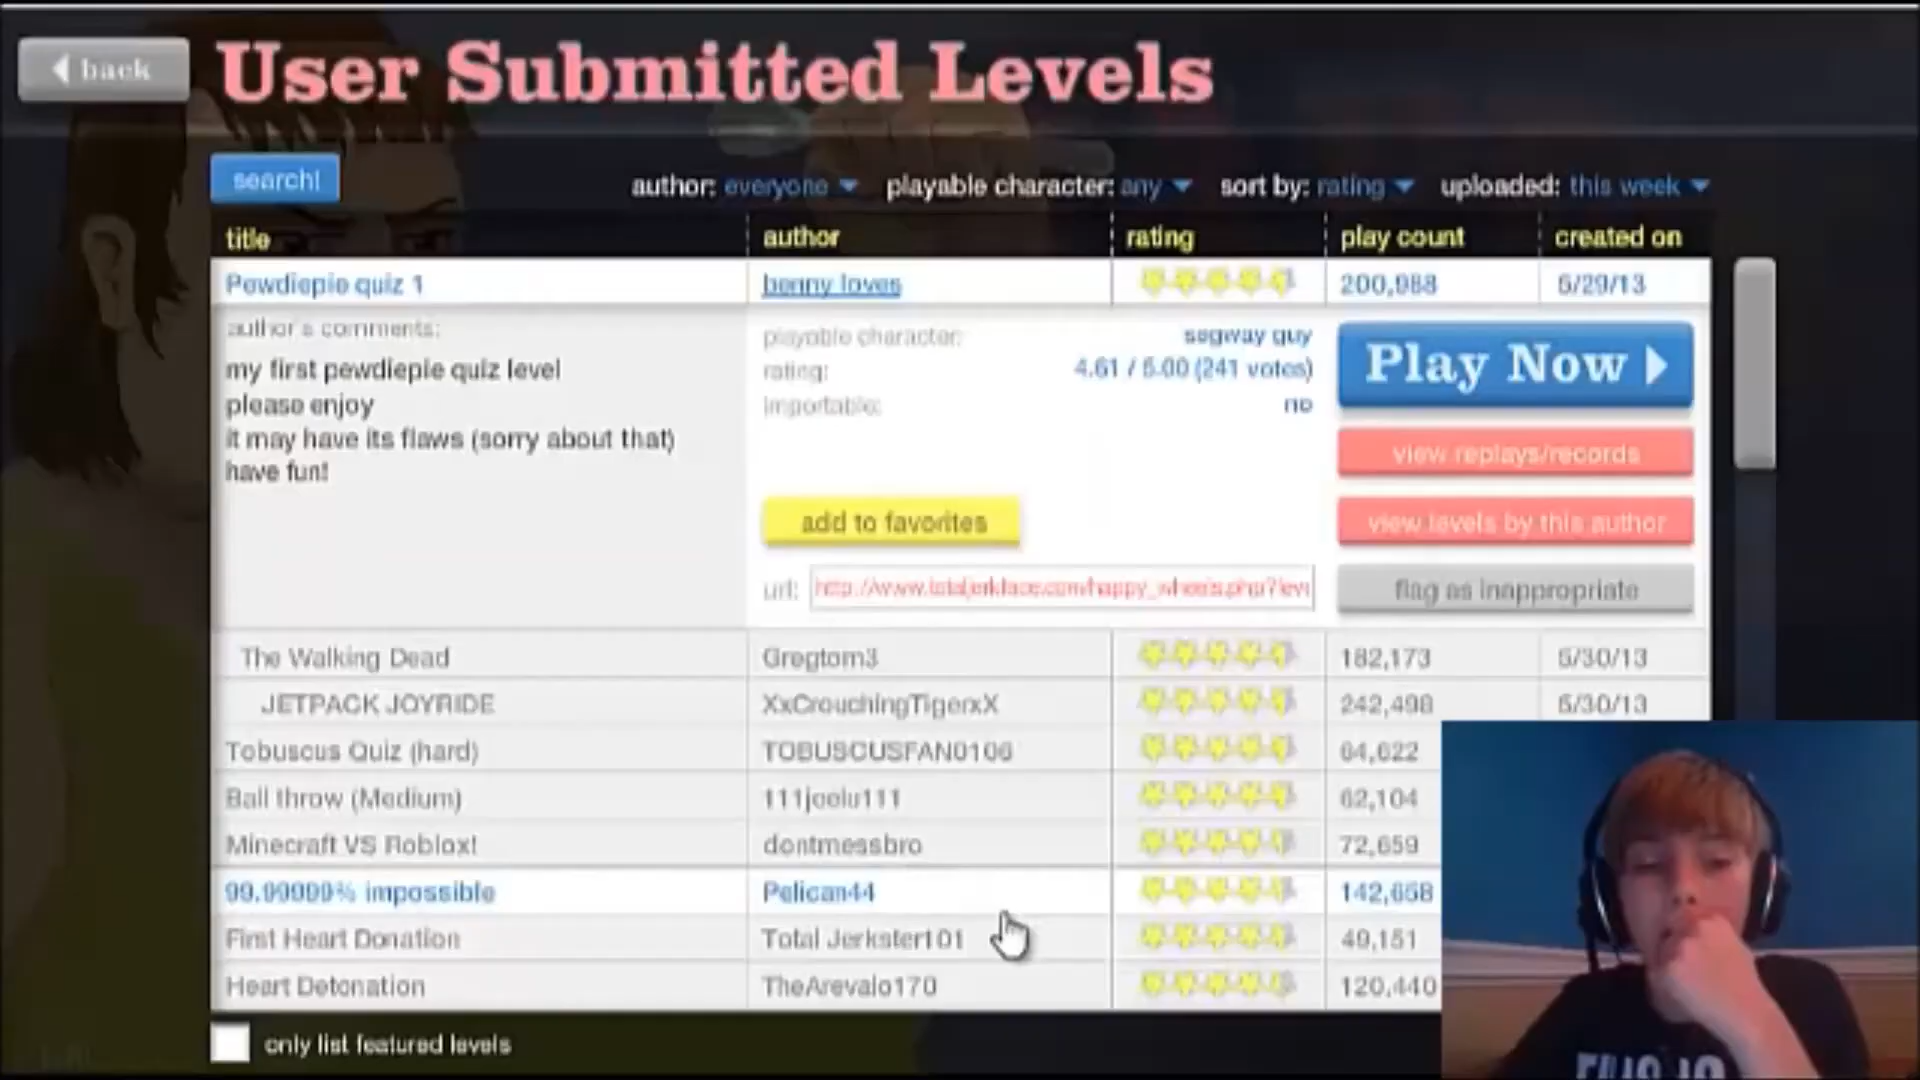 back
User Submitted Levels
search!
author: everyone
playable character: any
sort by: rating
uploaded: this week
title author rating play count created on
Pewdiepie quiz 1 benny loves 200,988 5/29/13
author's comments:
my first pewdiepie quiz level
please enjoy
it may have its flaws (sorry about that)
have fun!
playable character: segway guy
rating: 4.61 / 5.00 (241 votes)
importable: no
add to favorites
url: http://www.totaljerkface.com/happy_wheels.php?leve
Play Now
view replays/records
view levels by this author
flag as inappropriate
The Walking Dead Gregtom3 182,173 5/30/13
JETPACK JOYRIDE XxCrouchingTigerxX 242,498 5/30/13
Tobuscus Quiz (hard) TOBUSCUSFAN0106 64,622
Ball throw (Medium) 62,104
Minecraft VS Roblox! dontmessbro 72,659
99.99999% impossible Pelican44 142,658
First Heart Donation Total Jerkster101 49,151
Heart Detonation TheArevalo170 120,440
only list featured levels